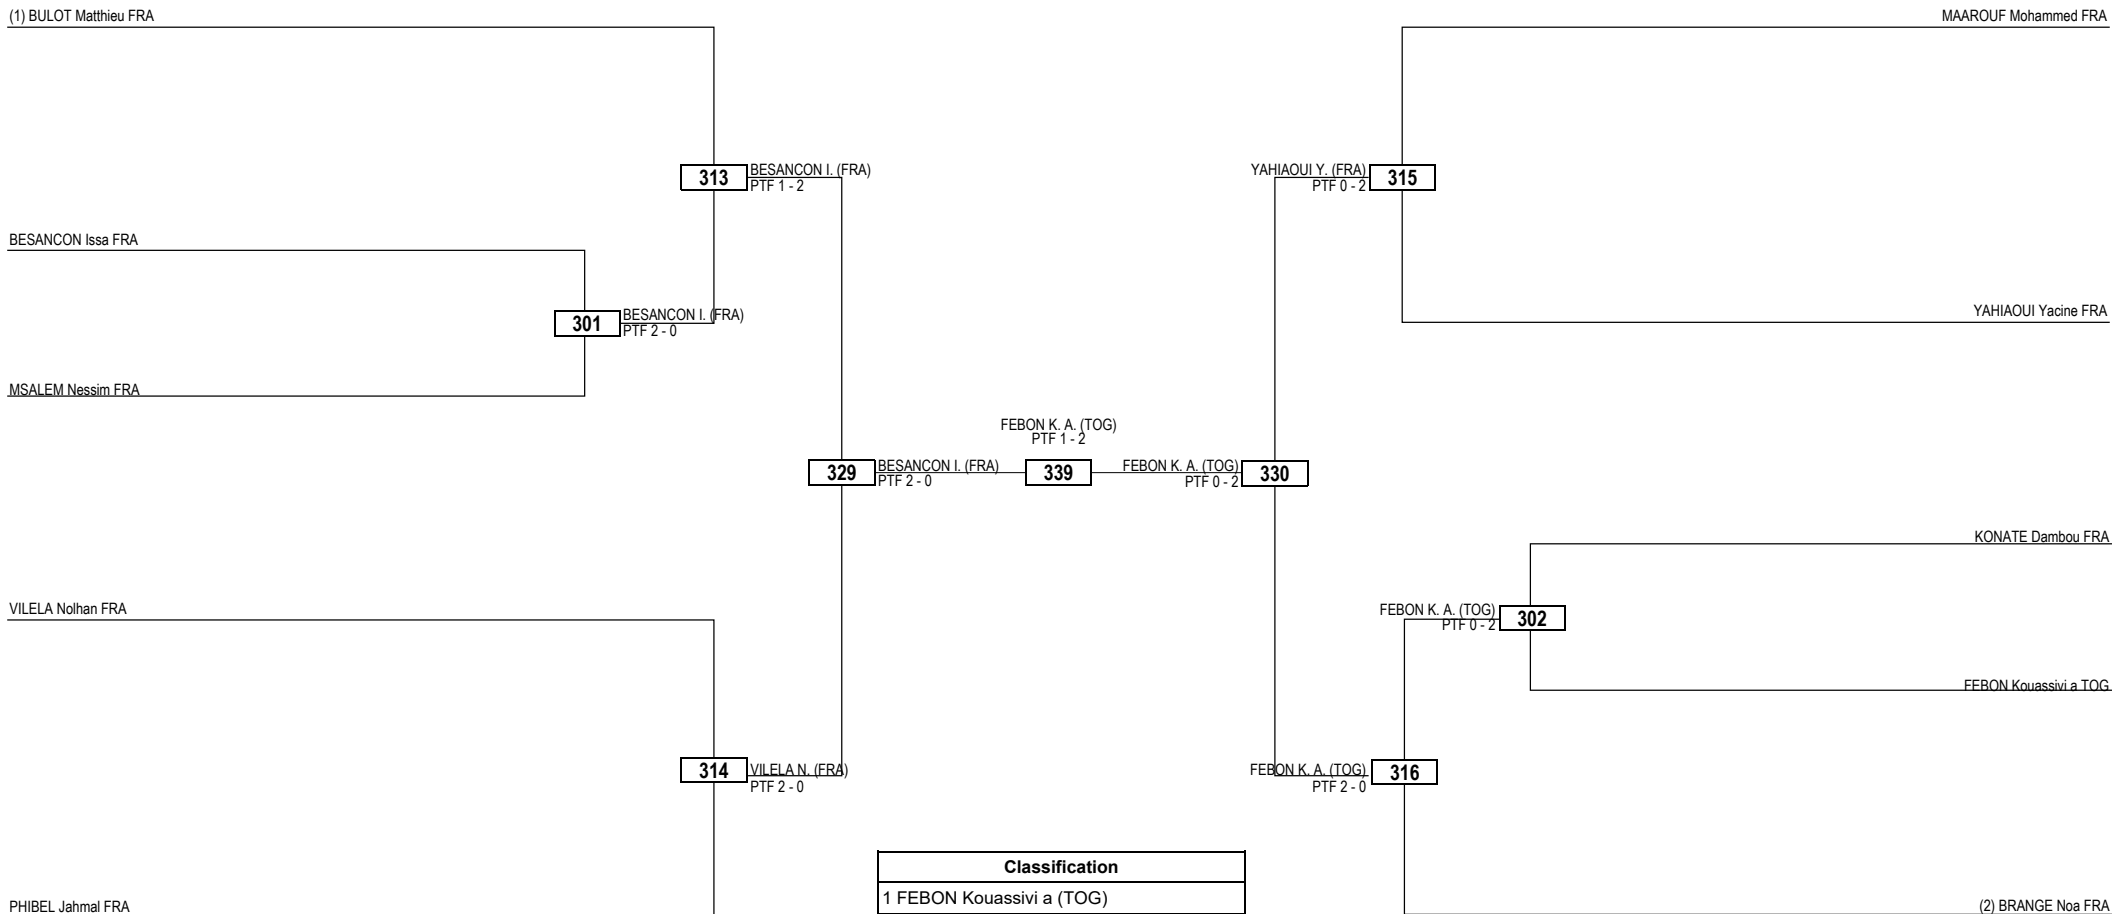 (1) BULOT Matthieu FRA
MAAROUF Mohammed FRA
313
BESANCON I. (FRA)
PTF 1 - 2
YAHIAOUI Y. (FRA)
PTF 0 - 2
315
BESANCON Issa FRA
301
BESANCON I. (FRA)
PTF 2 - 0
YAHIAOUI Yacine FRA
MSALEM Nessim FRA
FEBON K. A. (TOG)
PTF 1 - 2
329
BESANCON I. (FRA)
PTF 2 - 0
339
FEBON K. A. (TOG)
PTF 0 - 2
330
KONATE Dambou FRA
VILELA Nolhan FRA
FEBON K. A. (TOG)
PTF 0 - 2
302
FEBON Kouassivi a TOG
314
VILELA N. (FRA)
PTF 2 - 0
FEBON K. A. (TOG)
PTF 2 - 0
316
Classification
1 FEBON Kouassivi a (TOG)
PHIBEL Jahmal FRA
(2) BRANGE Noa FRA